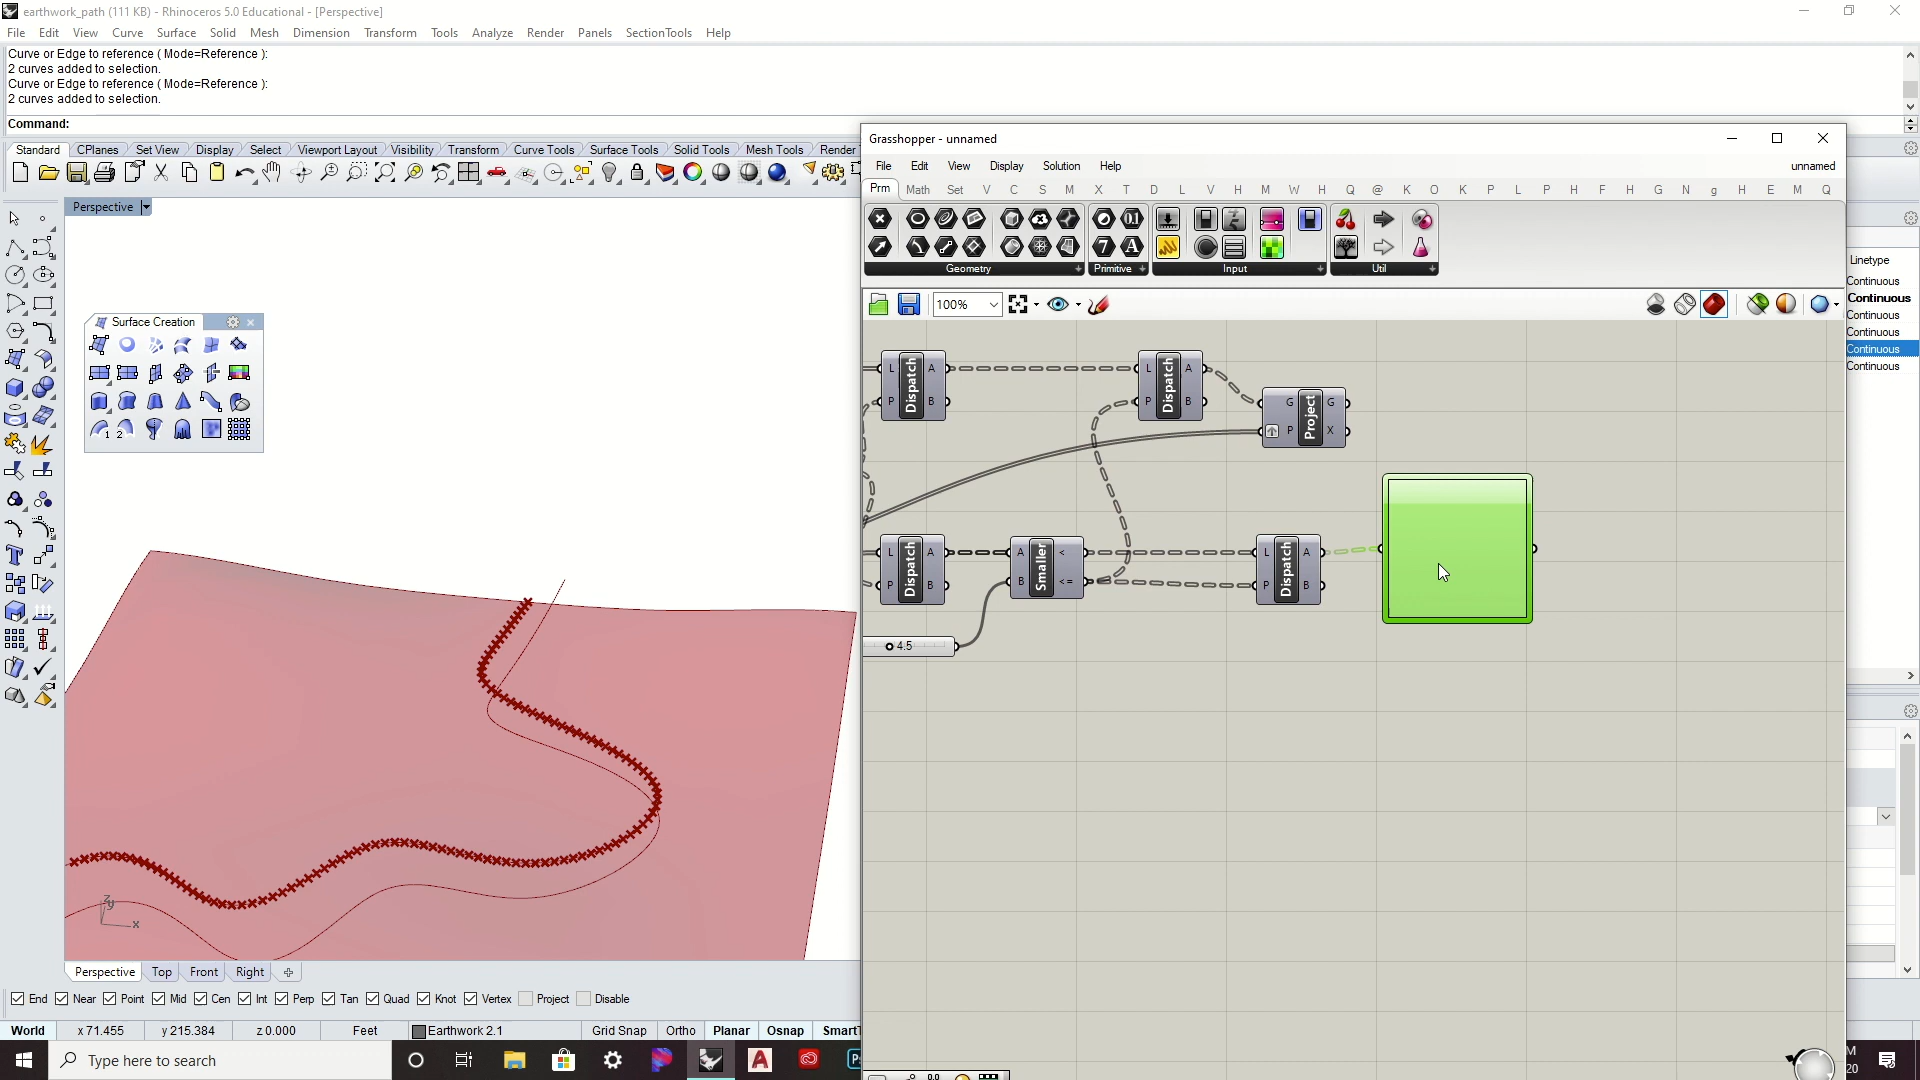 earthwork_path (111 KB) - Rhinoceros 5.0 Educational - [Perspective]
File Edit View Curve Surface Solid Mesh Dimension Transform Tools Analyze Render Panels SectionTools Help
Curve or Edge to reference ( Mode=Reference ):
2 curves added to selection.
Curve or Edge to reference ( Mode=Reference ):
2 curves added to selection.
Command:
Standard CPlanes Set View Display Select Viewport Layout Visibility Transform Curve Tools Surface Tools Solid Tools Mesh Tools Render
Perspective
Surface Creation
1 2
z y x
Perspective Top Front Right
End Near Point Mid Cen Int Perp Tan Quad Knot Vertex Project Disable
World x 71.455 y 215.384 z 0.000 Feet Earthwork 2.1 Grid Snap Ortho Planar Osnap SmartT
Type here to search
Grasshopper - unnamed
File Edit View Display Solution Help unnamed
Prm Math Set V C S M X T D L V H M W H Q @ K O K P L P H F H G N g H E M Q
Geometry Primitive Input Util
100%
L A P B Dispatch
L A P B Dispatch
G G P X Project
L A P B Dispatch
A < B <= Smaller
L A P B Dispatch
4.5
Linetype
Continuous
Continuous
Continuous
Continuous
Continuous
Continuous
M
20